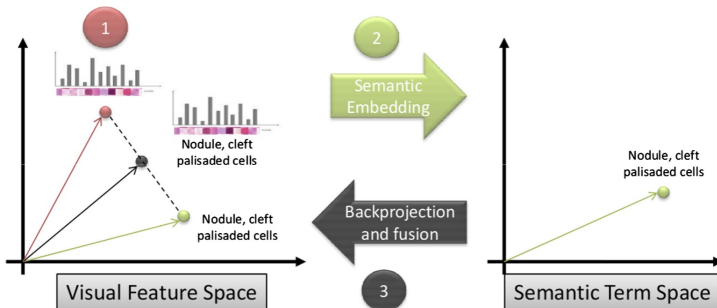 1
2
Semantic
Embedding
Nodule, cleft
palisaded cells
Nodule, cleft
palisaded cells
Nodule, cleft
palisaded cells
Backprojection
and fusion
3
Visual Feature Space
Semantic Term Space